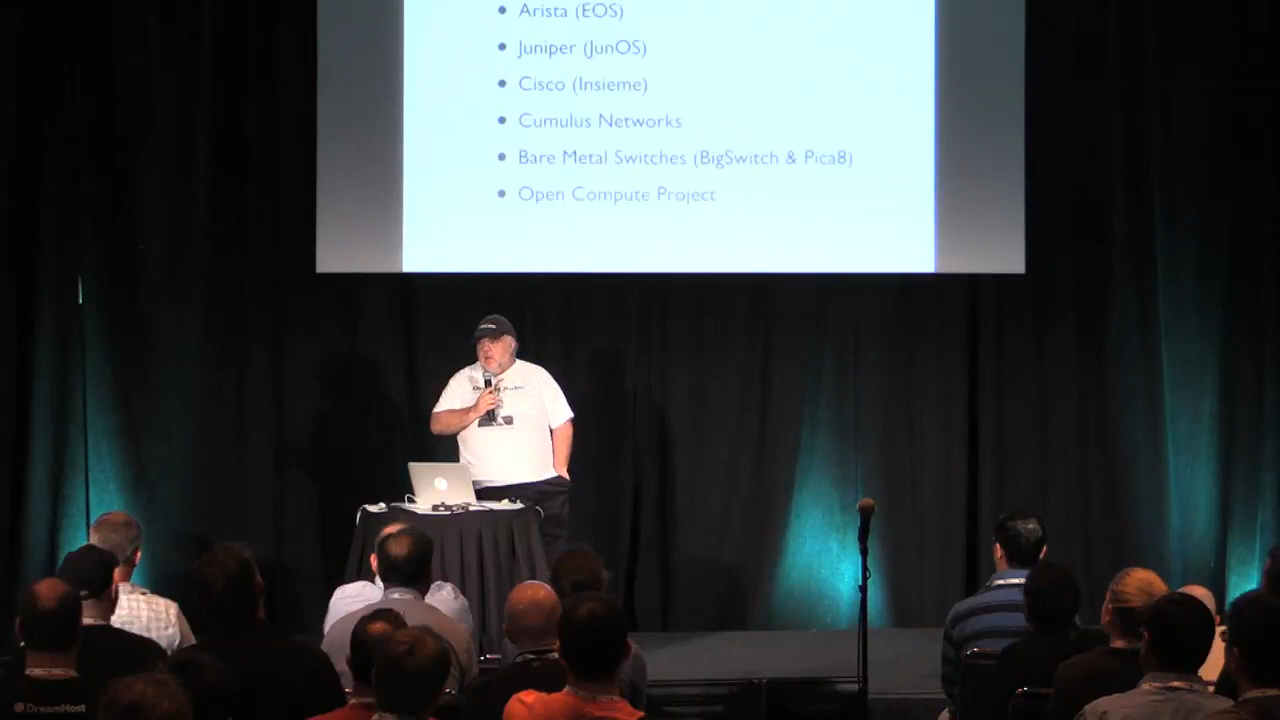 Arista (EOS)
Juniper (JunOS)
Cisco (Insieme)
Cumulus Networks
Bare Metal Switches (BigSwitch & Pica8)
Open Compute Project
DreamHost